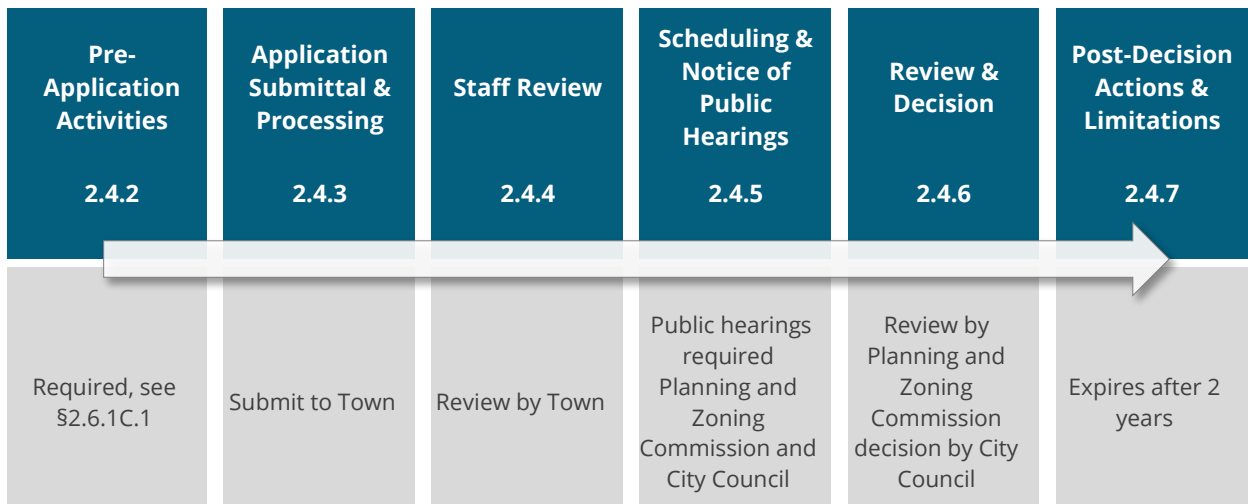 Pre-
Application
Activities
2.4.2
Application
Submittal &
Processing
2.4.3
Staff Review
2.4.4
Scheduling &
Notice of
Public
Hearings
2.4.5
Review &
Decision
2.4.6
Post-Decision
Actions &
Limitations
2.4.7
Required, see
§2.6.1C.1
Submit to Town
Review by Town
Public hearings
required
Planning and
Zoning
Commission and
City Council
Review by
Planning and
Zoning
Commission
decision by City
Council
Expires after 2
years